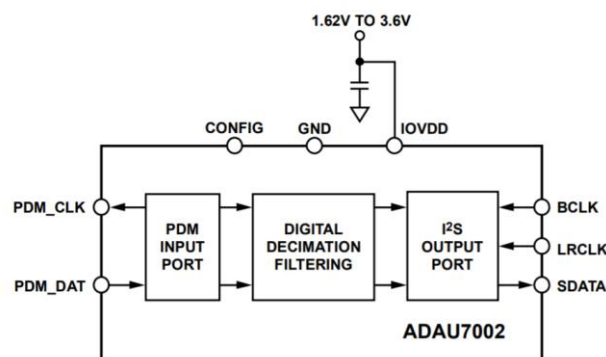 1.62V TO 3.6V
CONFIG
GND
IOVDD
PDM_CLK
PDM_DAT
PDM
INPUT
PORT
DIGITAL
DECIMATION
FILTERING
I²S
OUTPUT
PORT
BCLK
LRCLK
SDATA
ADAU7002